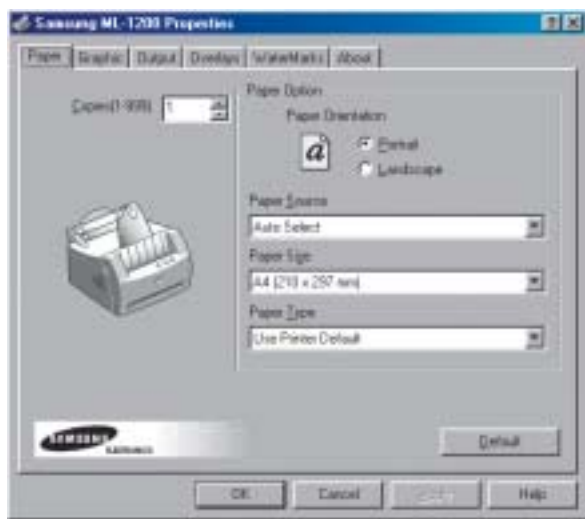 Samsung ML-1200 Properties
Paper Graphic Output Overlays WaterMarks About
Copies(1-999): 1
Paper Option
Paper Orientation
a
Portrait
Landscape
Paper Source
Auto Select
Paper Size
A4 (210 x 297 mm)
Paper Type
Use Printer Default
SAMSUNG
ELECTRONICS
Default
OK Cancel Apply Help